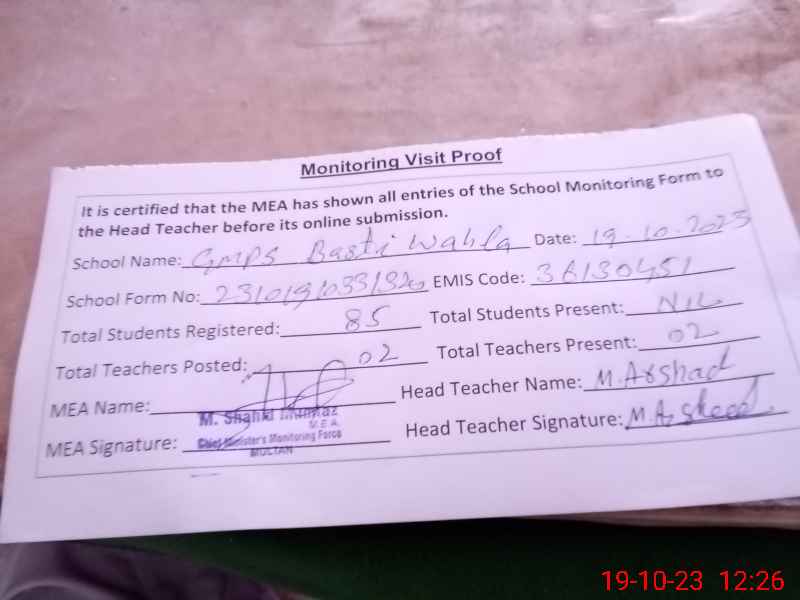 Monitoring Visit Proof
It is certified that the MEA has shown all entries of the School Monitoring Form to
the Head Teacher before its online submission.
School Name: GMPS Basti Wahla Date: 19-10-2023
School Form No: EMIS Code: 36130451
Total Students Registered: 85 Total Students Present: NIL
Total Teachers Posted: 02 Total Teachers Present: 02
MEA Name: Head Teacher Name: M.Arshad
M. Shahid Mumtaz
M.E.A.
MEA Signature: Chief Minister's Monitoring Force Head Teacher Signature: M.Arshad
MULTAN
19-10-23 12:26